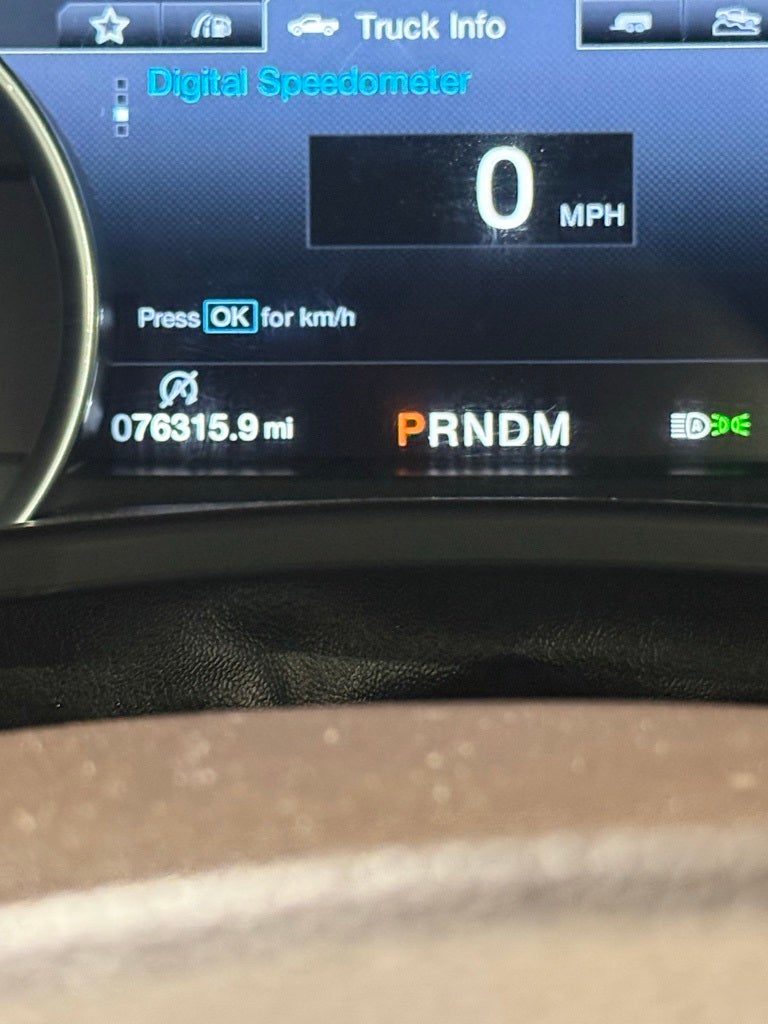 Truck Info
Digital Speedometer
0 MPH
Press OK for km/h
A
076315.9 mi
PRNDM
A